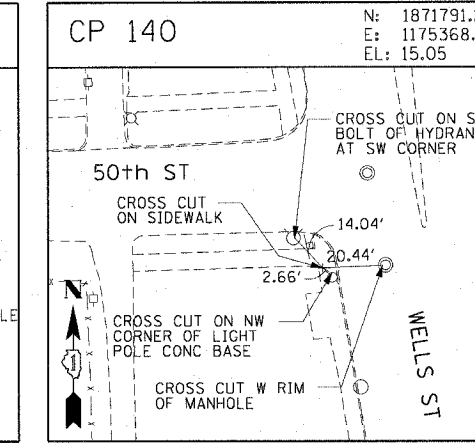 CP 140
N: 1871791.
E: 1175368.
EL: 15.05
CROSS CUT ON S
BOLT OF HYDRAN
AT SW CORNER
50th ST
CROSS CUT
ON SIDEWALK
14.04'
20.44'
2.66'
N
LE
CROSS CUT ON NW
CORNER OF LIGHT
POLE CONC BASE
WELLS ST
CROSS CUT W RIM
OF MANHOLE